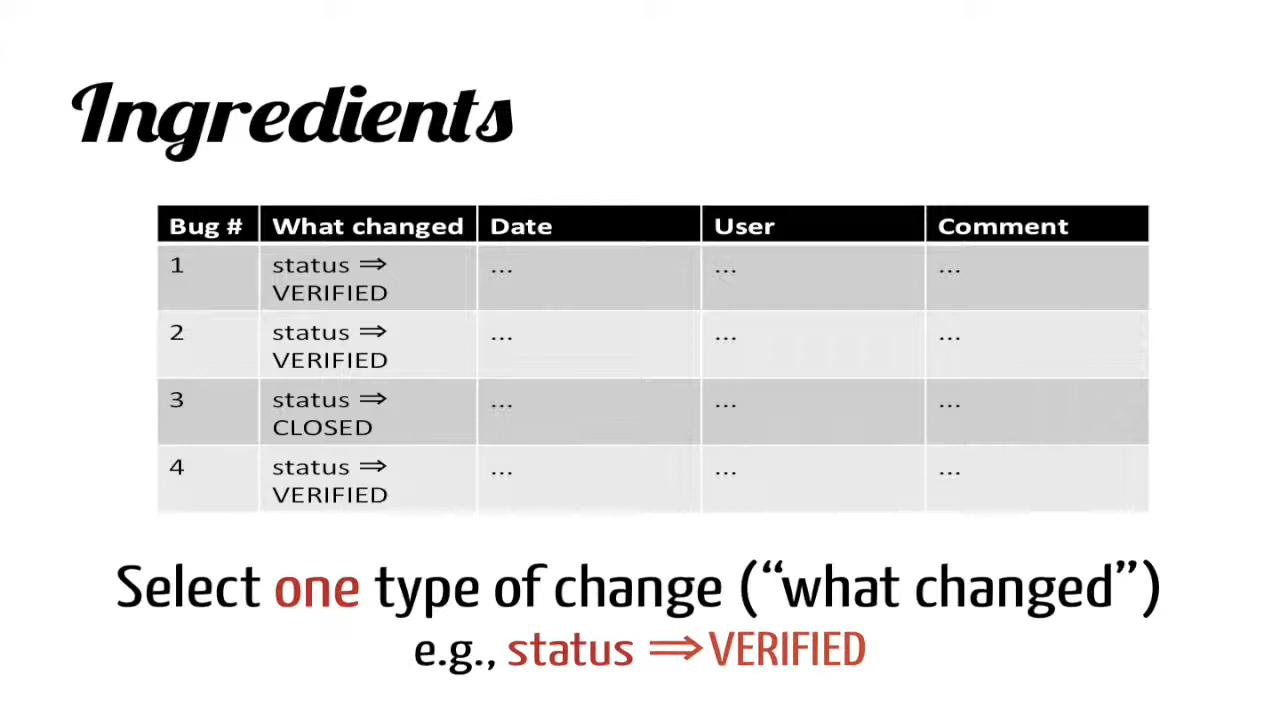 Ingredients
Bug # What changed Date User Comment
1 status ⇒ ... ... ...
VERIFIED
2 status ⇒ ... ... ...
VERIFIED
3 status ⇒ ... ... ...
CLOSED
4 status ⇒ ... ... ...
VERIFIED
Select one type of change (“what changed”)
e.g., status ⇒ VERIFIED